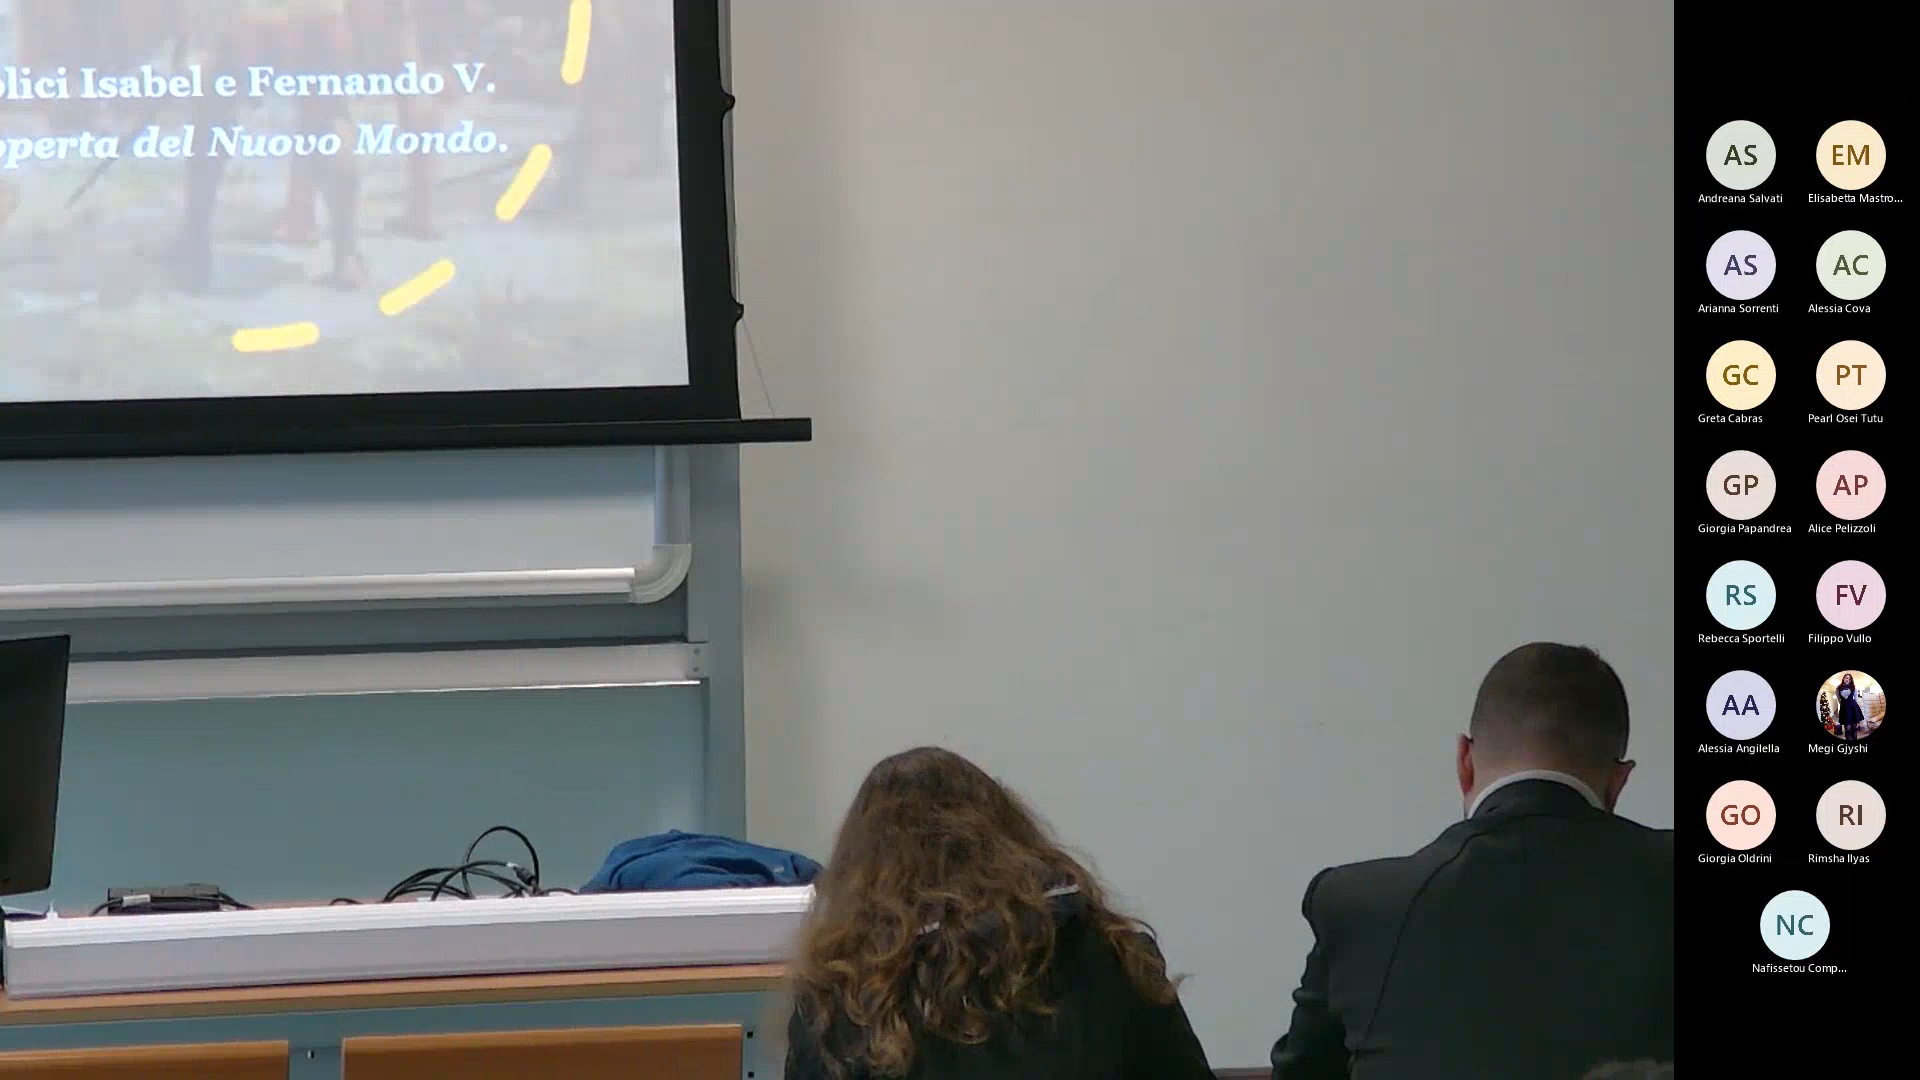 lici Isabel e Fernando V.
perta del Nuovo Mondo.
AS
EM
Andreana Salvati
Elisabetta Mastro...
AS
AC
Arianna Sorrenti
Alessia Cova
GC
PT
Greta Cabras
Pearl Osei Tutu
GP
AP
Giorgia Papandrea
Alice Pelizzoli
RS
FV
Rebecca Sportelli
Filippo Vullo
AA
Alessia Angilella
Megi Gjyshi
GO
RI
Giorgia Oldrini
Rimsha Ilyas
NC
Nafissetou Comp...